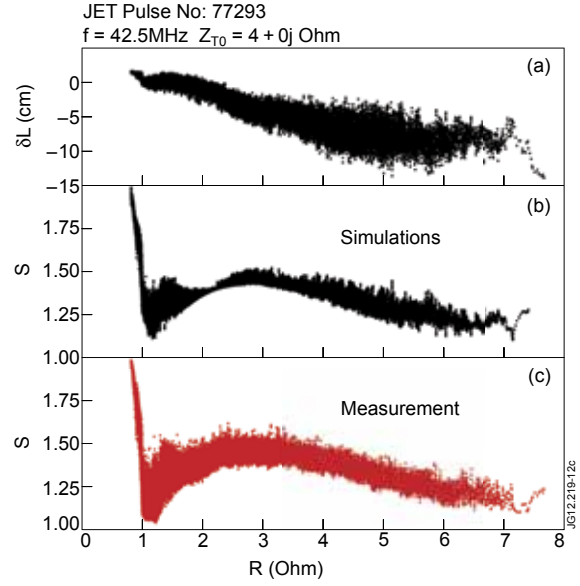 JET Pulse No: 77293
f = 42.5MHz Z_T0 = 4 + 0j Ohm
(a)
0
−5
−10
−15
δL (cm)
(b)
Simulations
1.75
1.50
1.25
1.00
S
(c)
Measurement
1.75
1.50
1.25
1.00
S
0 1 2 3 4 5 6 7 8
R (Ohm)
JG12.219-12c